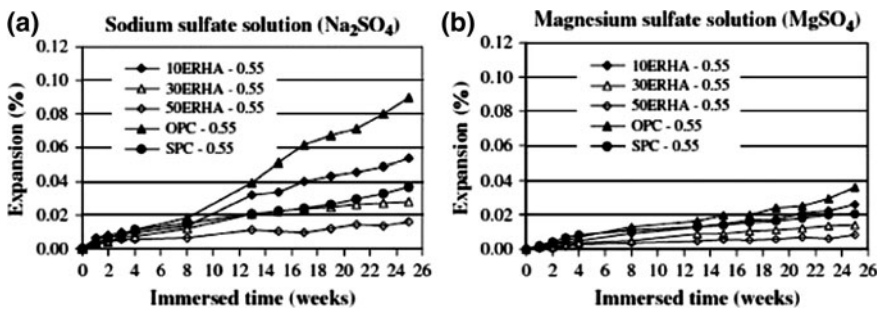 (a)
Sodium sulfate solution (Na₂SO₄)
0.12
0.10
0.08
0.06
0.04
0.02
0.00
Expansion (%)
10ERHA - 0.55
30ERHA - 0.55
50ERHA - 0.55
OPC - 0.55
SPC - 0.55
0 2 4 6 8 10 12 14 16 18 20 22 24 26
Immersed time (weeks)
(b)
Magnesium sulfate solution (MgSO₄)
0.12
0.10
0.08
0.06
0.04
0.02
0.00
Expansion (%)
10ERHA - 0.55
30ERHA - 0.55
50ERHA - 0.55
OPC - 0.55
SPC - 0.55
0 2 4 6 8 10 12 14 16 18 20 22 24 26
Immersed time (weeks)